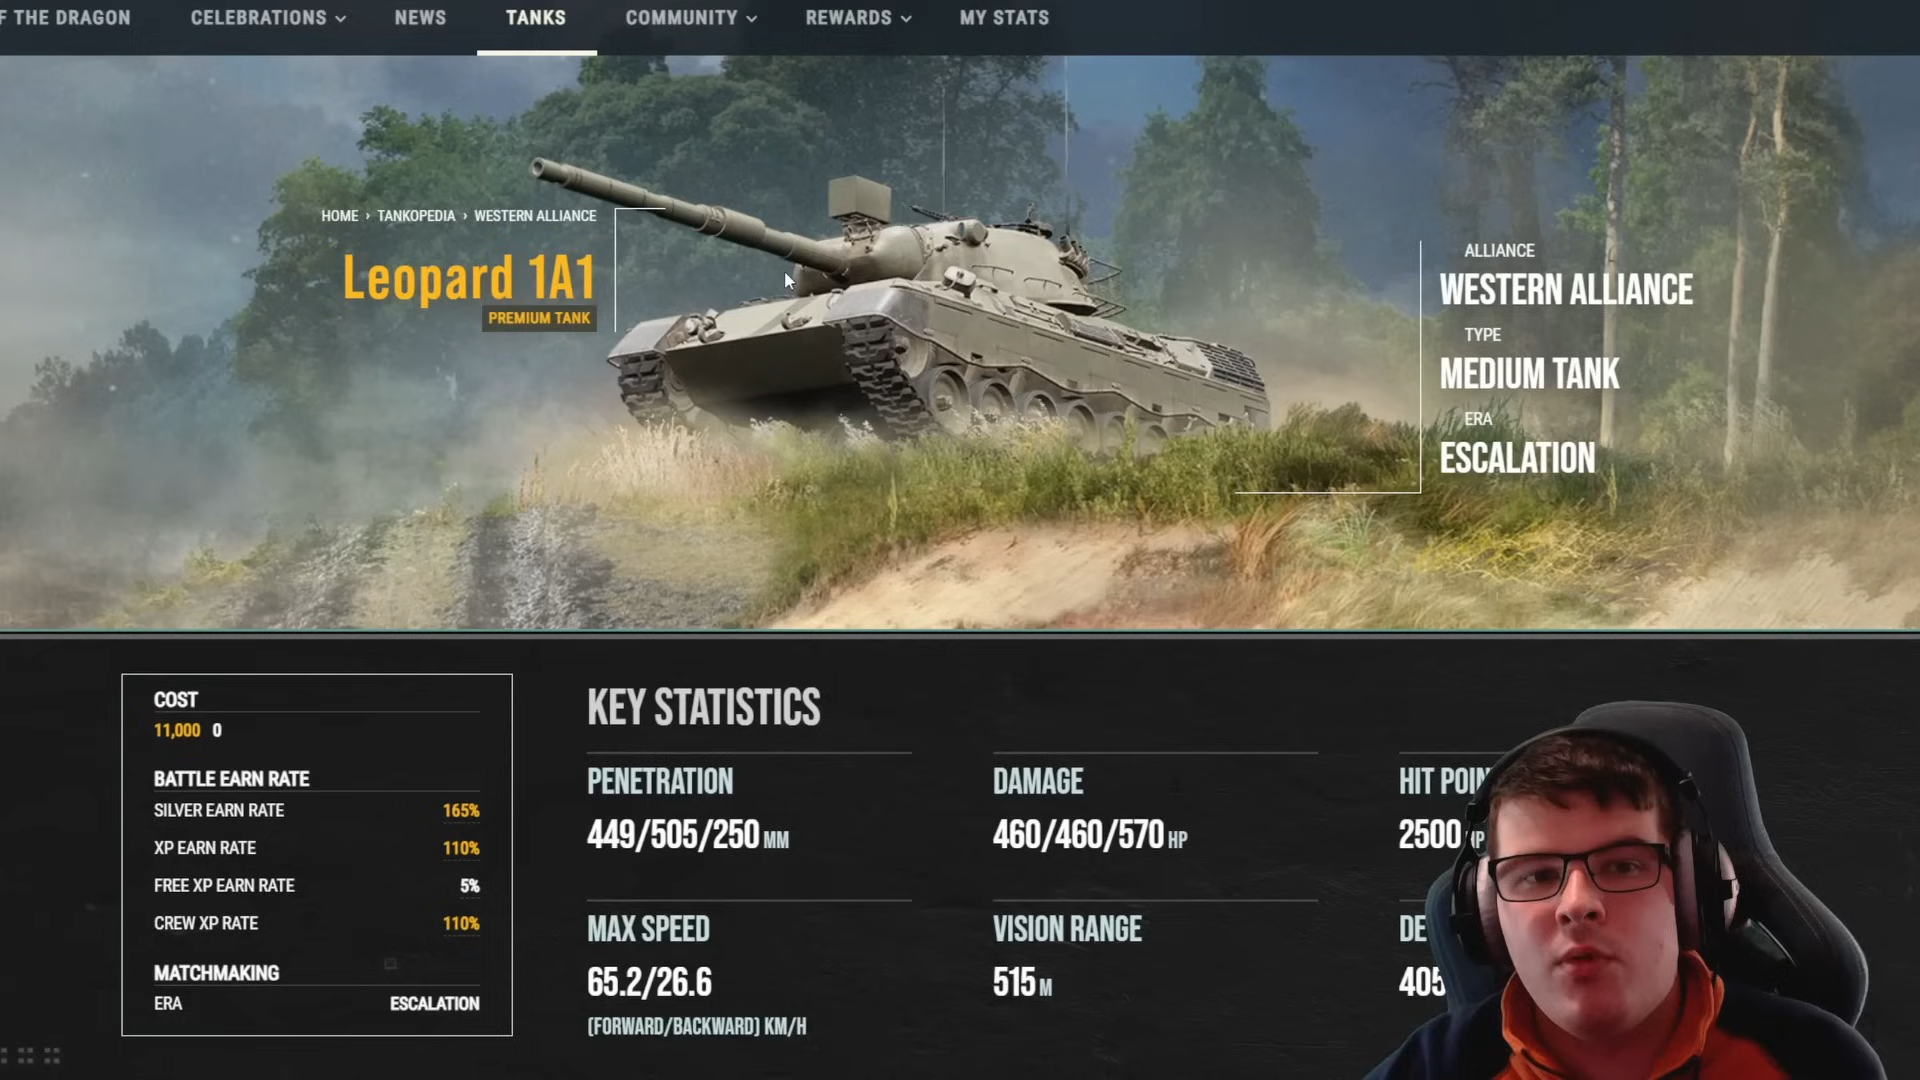 F THE DRAGON CELEBRATIONS NEWS TANKS COMMUNITY REWARDS MY STATS
HOME › TANKOPEDIA › WESTERN ALLIANCE
Leopard 1A1
PREMIUM TANK
ALLIANCE
WESTERN ALLIANCE
TYPE
MEDIUM TANK
ERA
ESCALATION
COST
11,000 0
BATTLE EARN RATE
SILVER EARN RATE 165%
XP EARN RATE 110%
FREE XP EARN RATE 5%
CREW XP RATE 110%
MATCHMAKING
ERA ESCALATION
KEY STATISTICS
PENETRATION
449/505/250 MM
DAMAGE
460/460/570 HP
HIT POIN
2500 HP
MAX SPEED
65.2/26.6
(FORWARD/BACKWARD) KM/H
VISION RANGE
515 M
DE
405